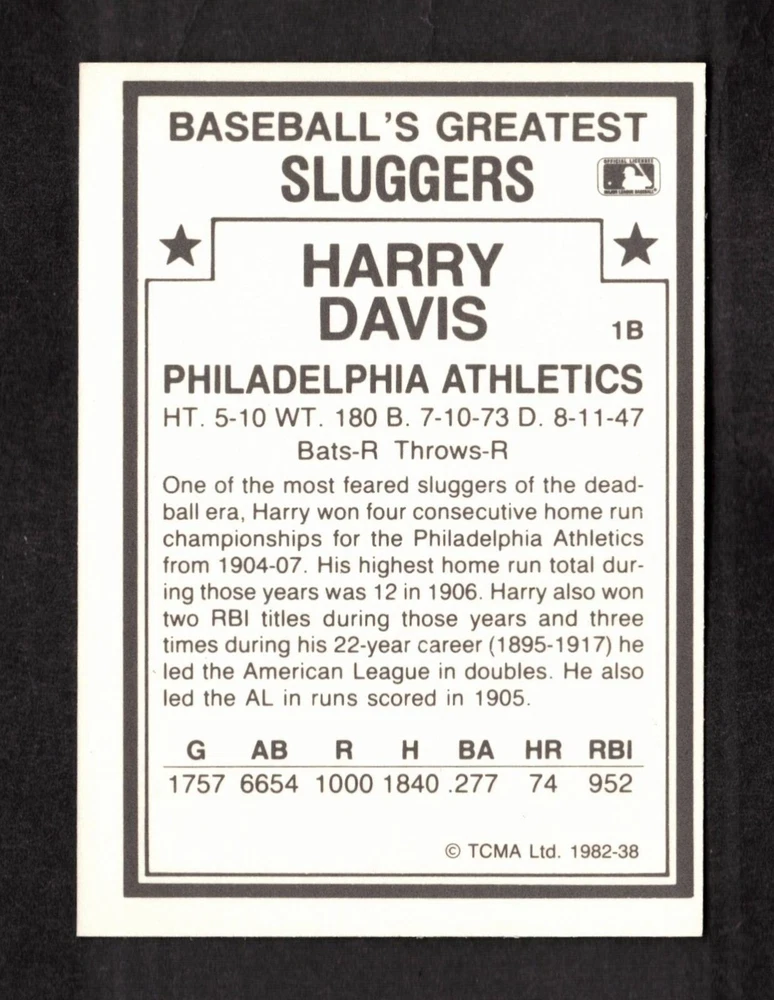 BASEBALL'S GREATEST
SLUGGERS
OFFICIAL LICENSEE
MAJOR LEAGUE BASEBALL
HARRY
DAVIS
1B
PHILADELPHIA ATHLETICS
HT. 5-10 WT. 180 B. 7-10-73 D. 8-11-47
Bats-R Throws-R
One of the most feared sluggers of the dead-
ball era, Harry won four consecutive home run
championships for the Philadelphia Athletics
from 1904-07. His highest home run total dur-
ing those years was 12 in 1906. Harry also won
two RBI titles during those years and three
times during his 22-year career (1895-1917) he
led the American League in doubles. He also
led the AL in runs scored in 1905.
G AB R H BA HR RBI
1757 6654 1000 1840 .277 74 952
© TCMA Ltd. 1982-38